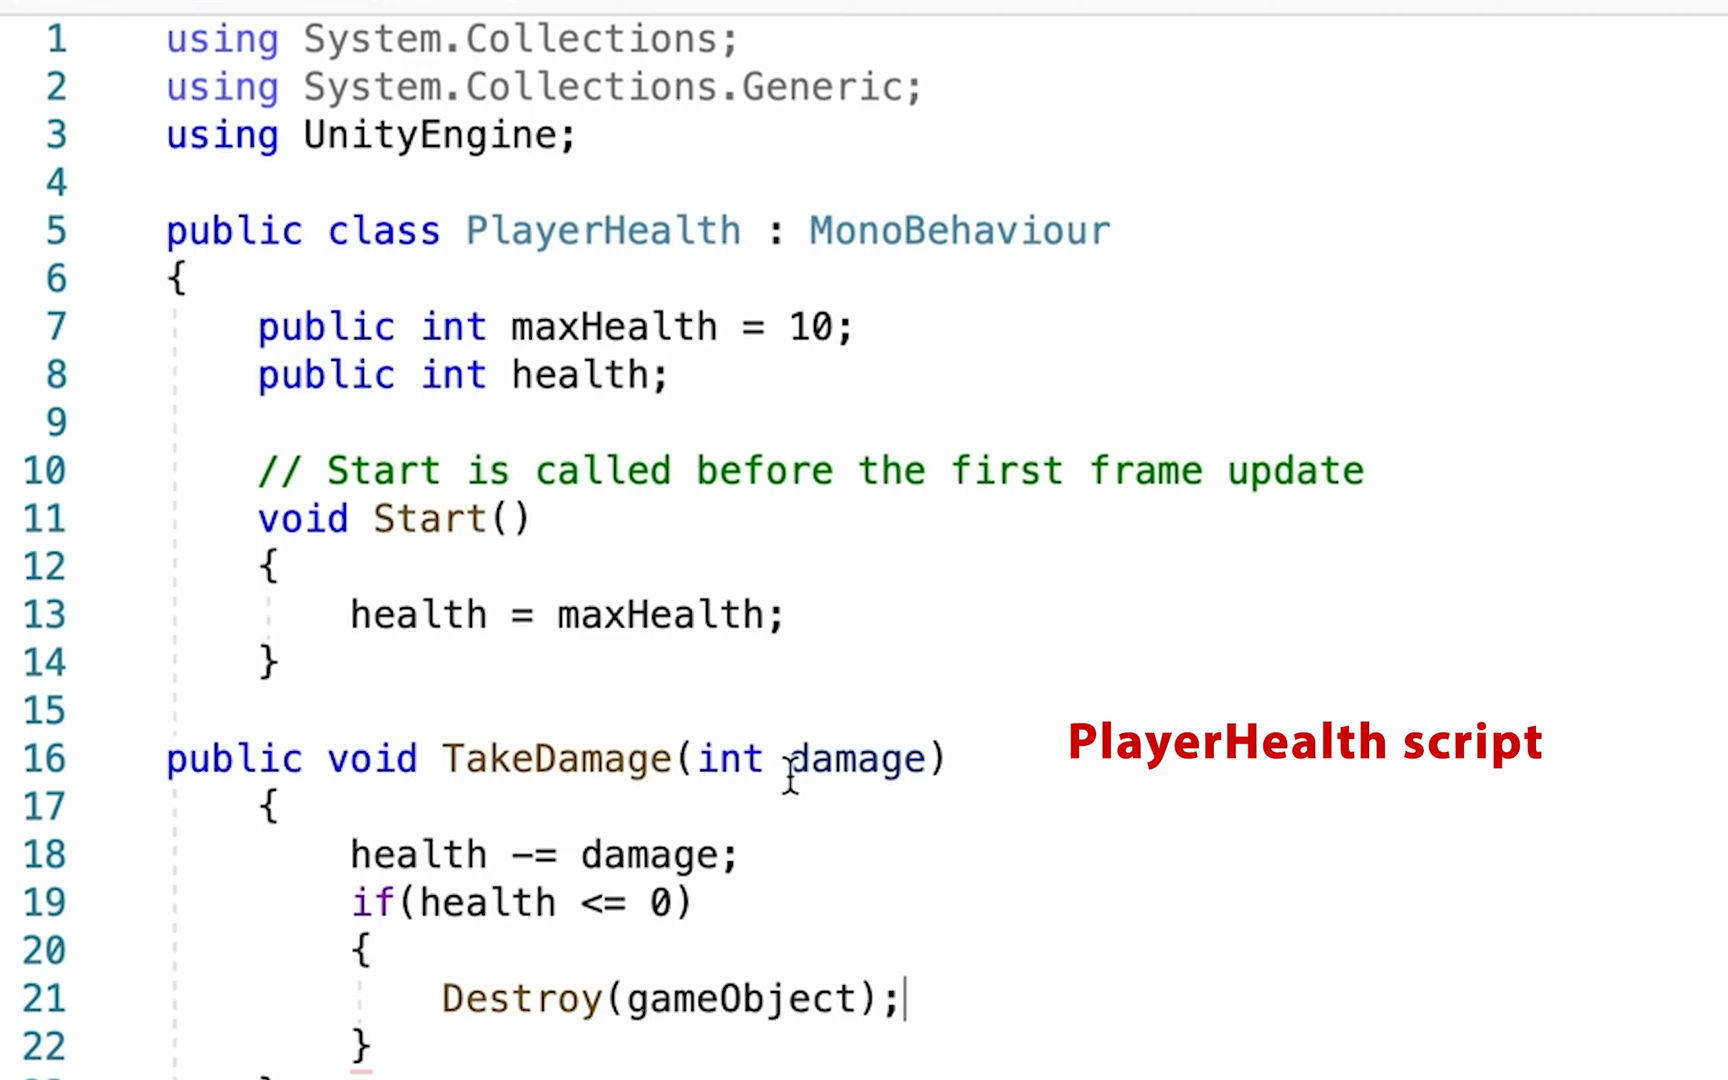 1 using System.Collections;
2 using System.Collections.Generic;
3 using UnityEngine;
4
5 public class PlayerHealth : MonoBehaviour
6 {
7 public int maxHealth = 10;
8 public int health;
9
10 // Start is called before the first frame update
11 void Start()
12 {
13 health = maxHealth;
14 }
15
PlayerHealth script
16 public void TakeDamage(int damage)
17 {
18 health -= damage;
19 if(health <= 0)
20 {
21 Destroy(gameObject);
22 }